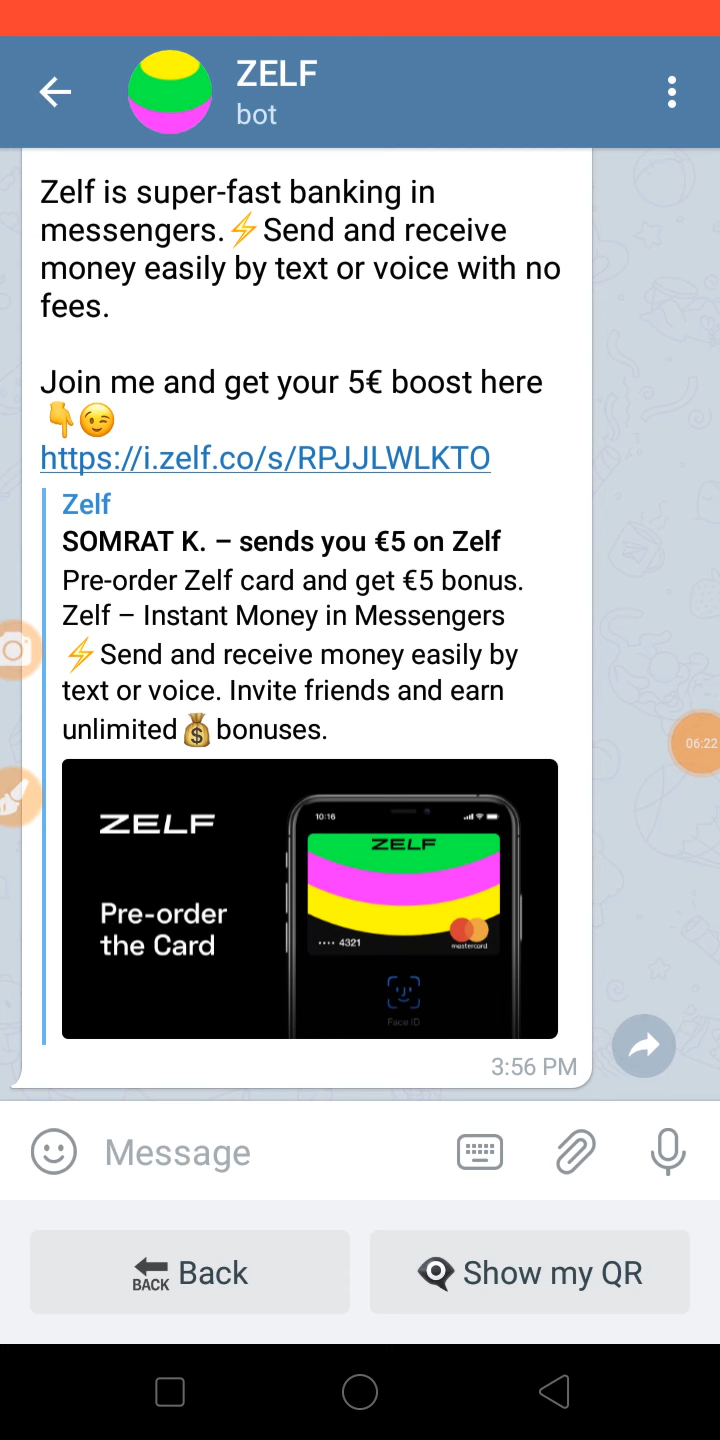 ZELF
bot
Zelf is super-fast banking in
messengers.⚡Send and receive
money easily by text or voice with no
fees.
Join me and get your 5€ boost here
👇😉
https://i.zelf.co/s/RPJJLWLKTO
Zelf
SOMRAT K. – sends you €5 on Zelf
Pre-order Zelf card and get €5 bonus.
Zelf – Instant Money in Messengers
⚡Send and receive money easily by
text or voice. Invite friends and earn
unlimited💰bonuses.
ZELF
Pre-order
the Card
10:16
ZELF
•••• 4321
mastercard
Face ID
06:22
3:56 PM
Message
BACK Back
Show my QR